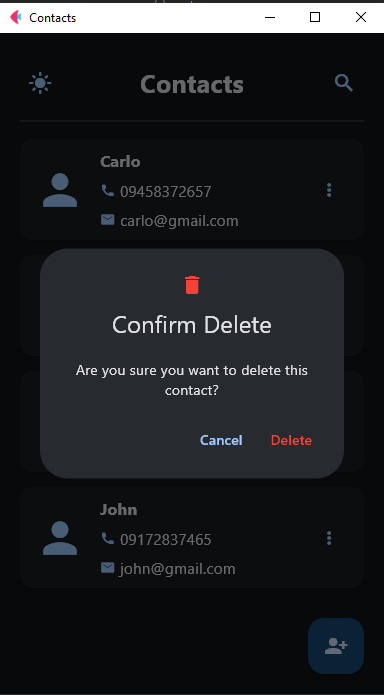 Contacts
Contacts
Carlo
09458372657
carlo@gmail.com
Confirm Delete
Are you sure you want to delete this
contact?
Cancel Delete
John
09172837465
john@gmail.com